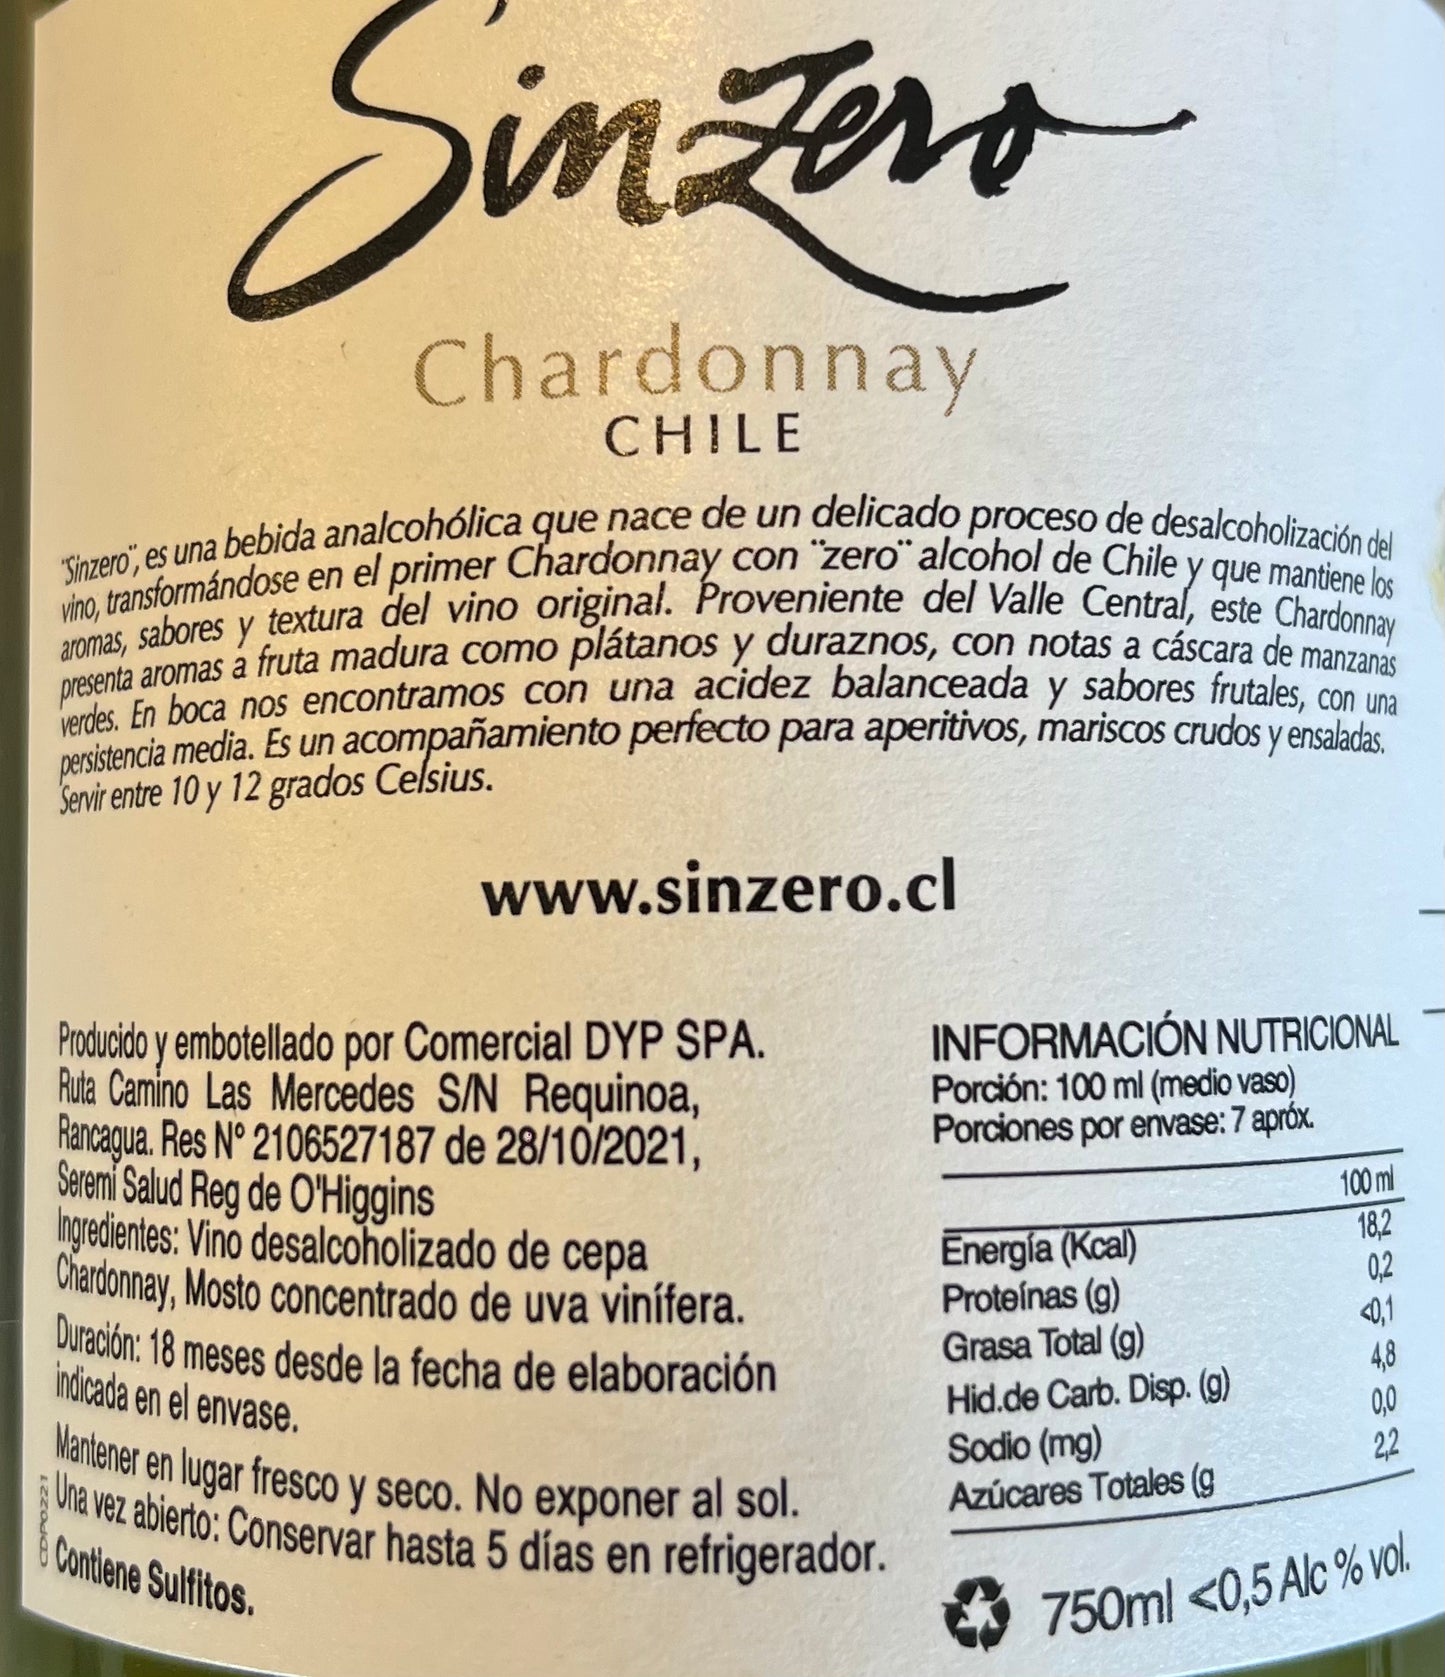 Sinzero
Chardonnay
CHILE
¨Sinzero¨, es una bebida analcohólica que nace de un delicado proceso de desalcoholización del
vino, transformándose en el primer Chardonnay con ¨zero¨ alcohol de Chile y que mantiene los
aromas, sabores y textura del vino original. Proveniente del Valle Central, este Chardonnay
presenta aromas a fruta madura como plátanos y duraznos, con notas a cáscara de manzanas
verdes. En boca nos encontramos con una acidez balanceada y sabores frutales, con una
persistencia media. Es un acompañamiento perfecto para aperitivos, mariscos crudos y ensaladas.
Servir entre 10 y 12 grados Celsius.
www.sinzero.cl
Producido y embotellado por Comercial DYP SPA.
Ruta Camino Las Mercedes S/N Requinoa,
Rancagua. Res N° 2106527187 de 28/10/2021,
Seremi Salud Reg de O'Higgins
Ingredientes: Vino desalcoholizado de cepa
Chardonnay, Mosto concentrado de uva vinífera.
Duración: 18 meses desde la fecha de elaboración
indicada en el envase.
Mantener en lugar fresco y seco. No exponer al sol.
Una vez abierto: Conservar hasta 5 días en refrigerador.
Contiene Sulfitos.
CDP0221
INFORMACIÓN NUTRICIONAL
Porción: 100 ml (medio vaso)
Porciones por envase: 7 apróx.
100 ml
Energía (Kcal) 18,2
Proteínas (g) 0,2
Grasa Total (g) <0,1
Hid.de Carb. Disp. (g) 4,8
Sodio (mg) 0,0
Azúcares Totales (g 2,2
750ml <0,5 Alc % vol.